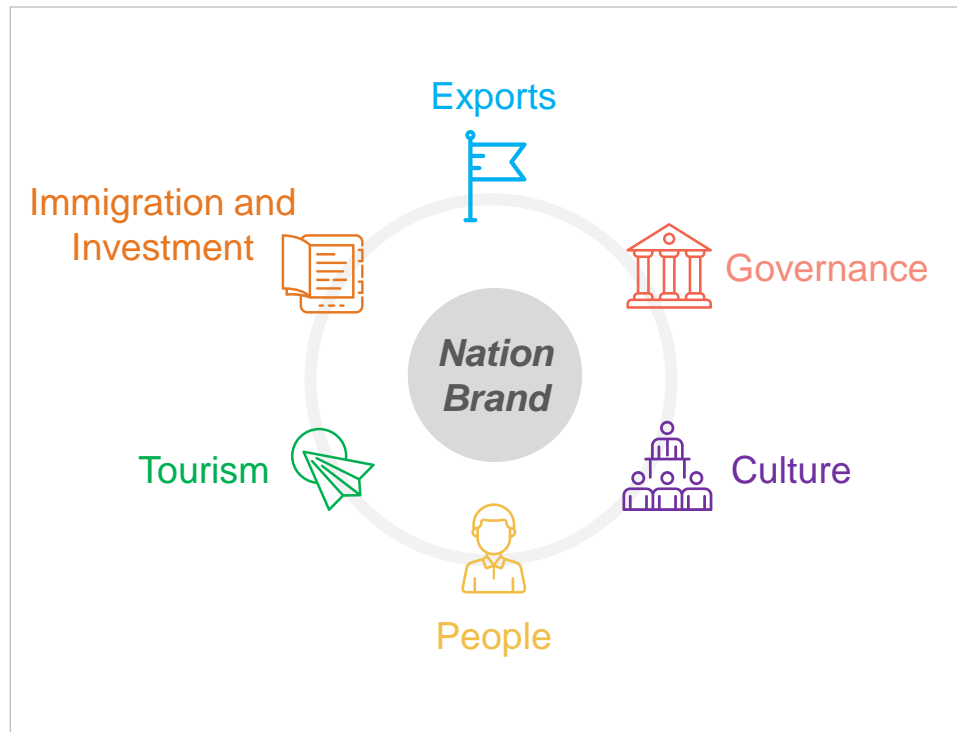 Exports
Immigration and
Investment
Governance
Nation
Brand
Tourism
Culture
People